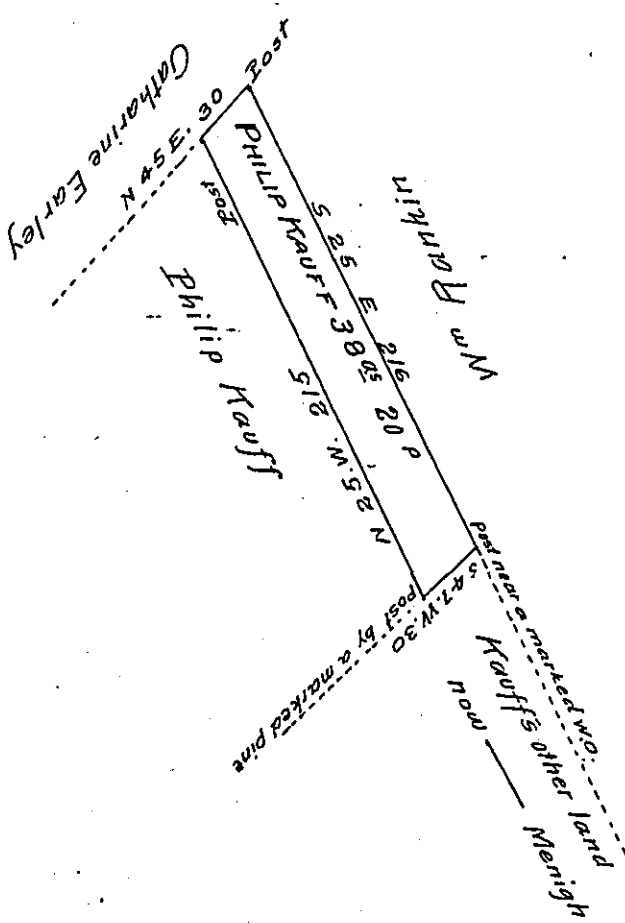 Catharine Earley
N 45 E. 30
Post
Post
Wm Hankin
S 25 E 216
PHILIP KAUFF 38 as 20 P
N 25. W. 215
Philip Kauff
post near a marked W.O.
S 47. W. 30
post by a marked pine
Kauff's other land
now — Menigh